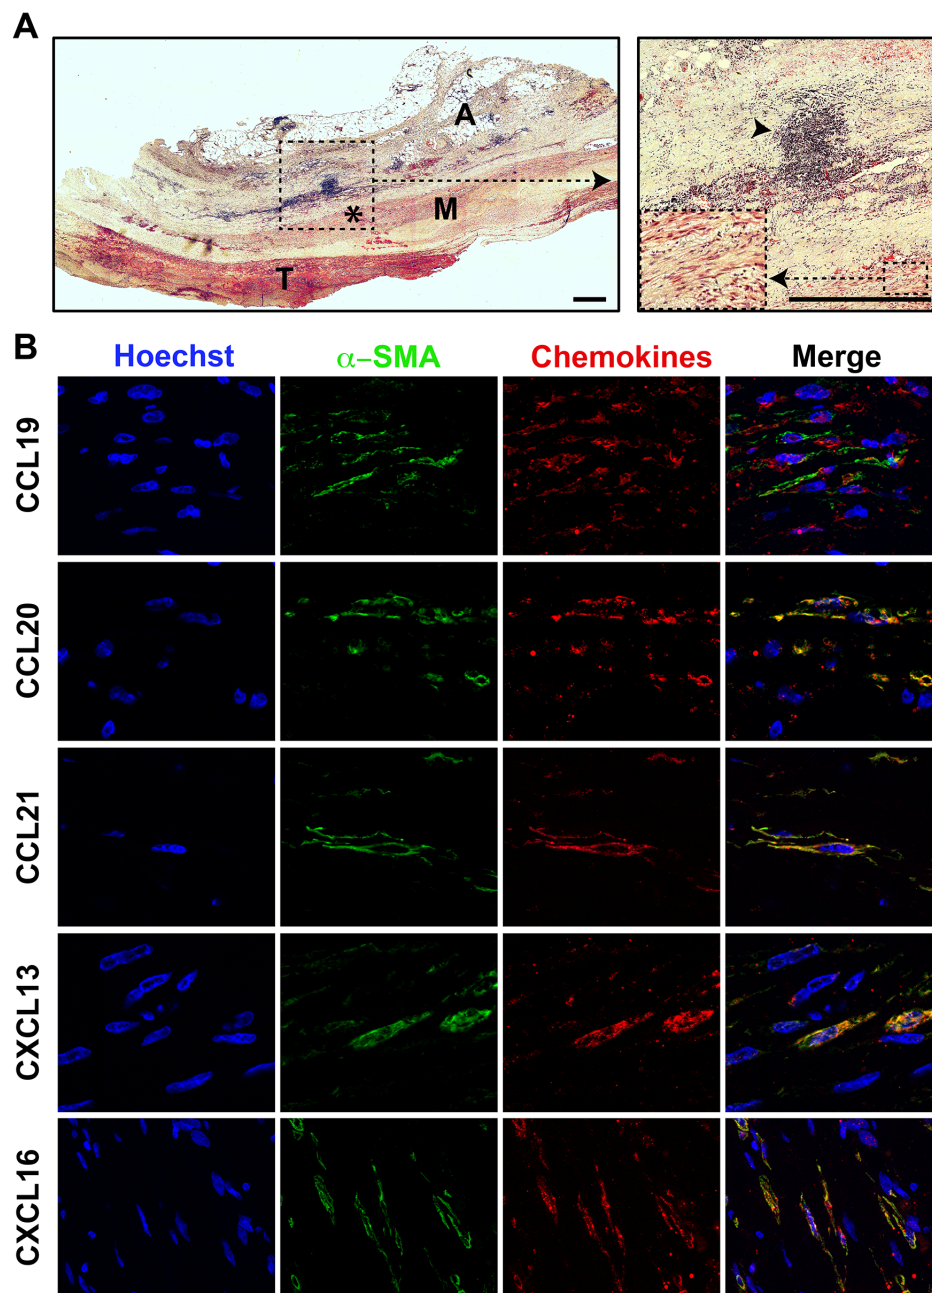 A
A
*
M
T
B
Hoechst
α–SMA
Chemokines
Merge
CCL19
CCL20
CCL21
CXCL13
CXCL16